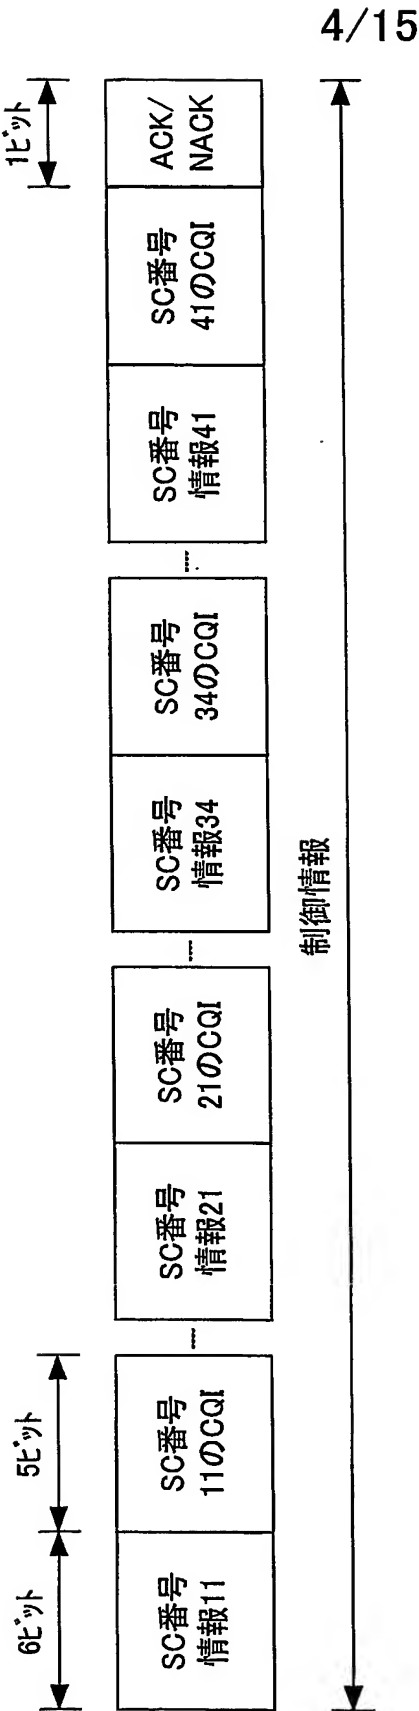 4/15
6ビット
5ビット
1ビット
SC番号
情報11
SC番号
11のCQI
SC番号
情報21
SC番号
21のCQI
SC番号
情報34
SC番号
34のCQI
SC番号
情報41
SC番号
41のCQI
ACK/
NACK
制御情報